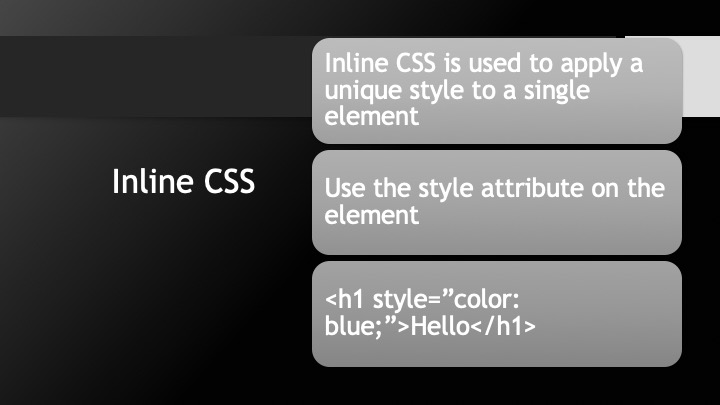 Inline CSS
Inline CSS is used to apply a
unique style to a single
element
Use the style attribute on the
element
<h1 style=”color:
blue;”>Hello</h1>